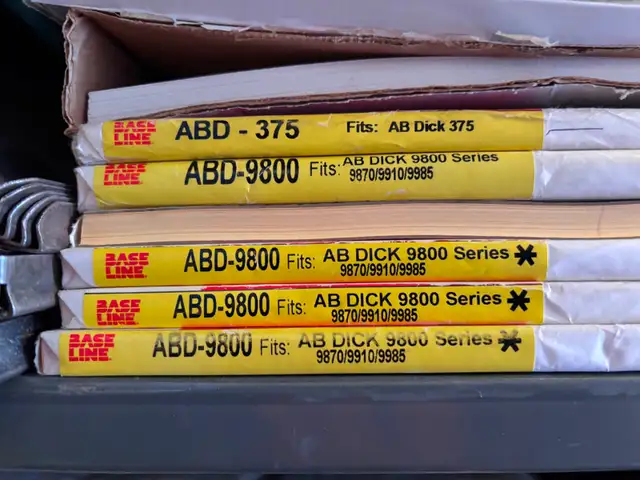 BASE LINE ABD - 375 Fits: AB Dick 375
BASE LINE ABD-9800 Fits: AB DICK 9800 Series
9870/9910/9985
BASE LINE ABD-9800 Fits: AB DICK 9800 Series *
9870/9910/9985
BASE LINE ABD-9800 Fits: AB DICK 9800 Series *
9870/9910/9985
BASE LINE ABD-9800 Fits: AB DICK 9800 Series *
9870/9910/9985